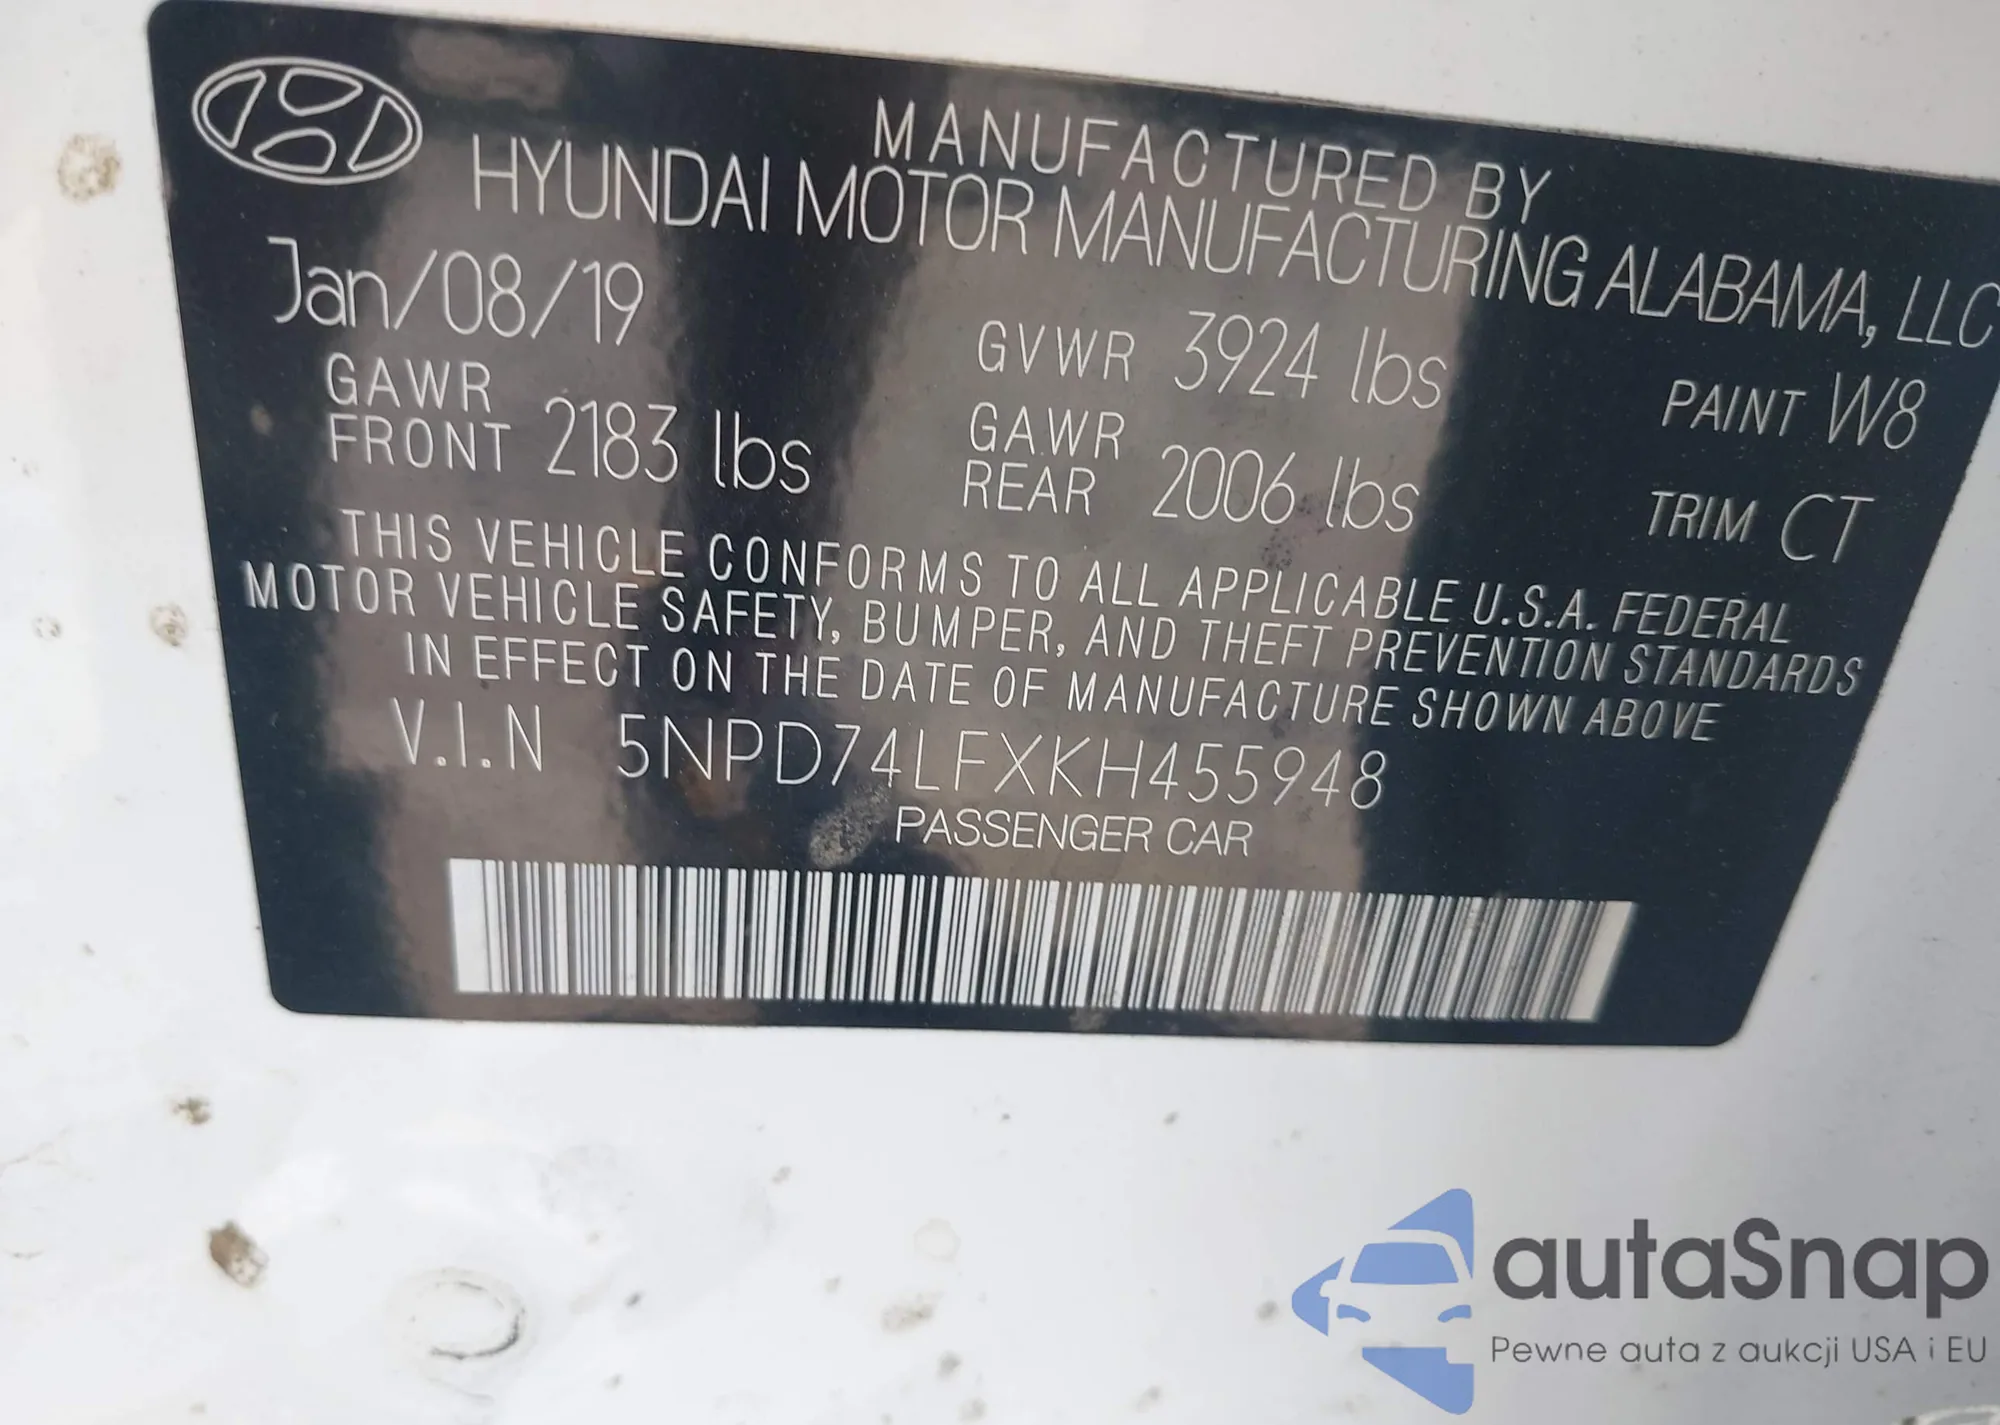 MANUFACTURED BY
HYUNDAI MOTOR MANUFACTURING ALABAMA, LLC
Jan/08/19
GVWR 3924 lbs
PAINT W8
GAWR
FRONT 2183 lbs
GAWR
REAR 2006 lbs
TRIM CT
THIS VEHICLE CONFORMS TO ALL APPLICABLE U.S.A. FEDERAL
MOTOR VEHICLE SAFETY, BUMPER, AND THEFT PREVENTION STANDARDS
IN EFFECT ON THE DATE OF MANUFACTURE SHOWN ABOVE
V.I.N 5NPD74LFXKH455948
PASSENGER CAR
autaSnap
Pewne auta z aukcji USA i EU